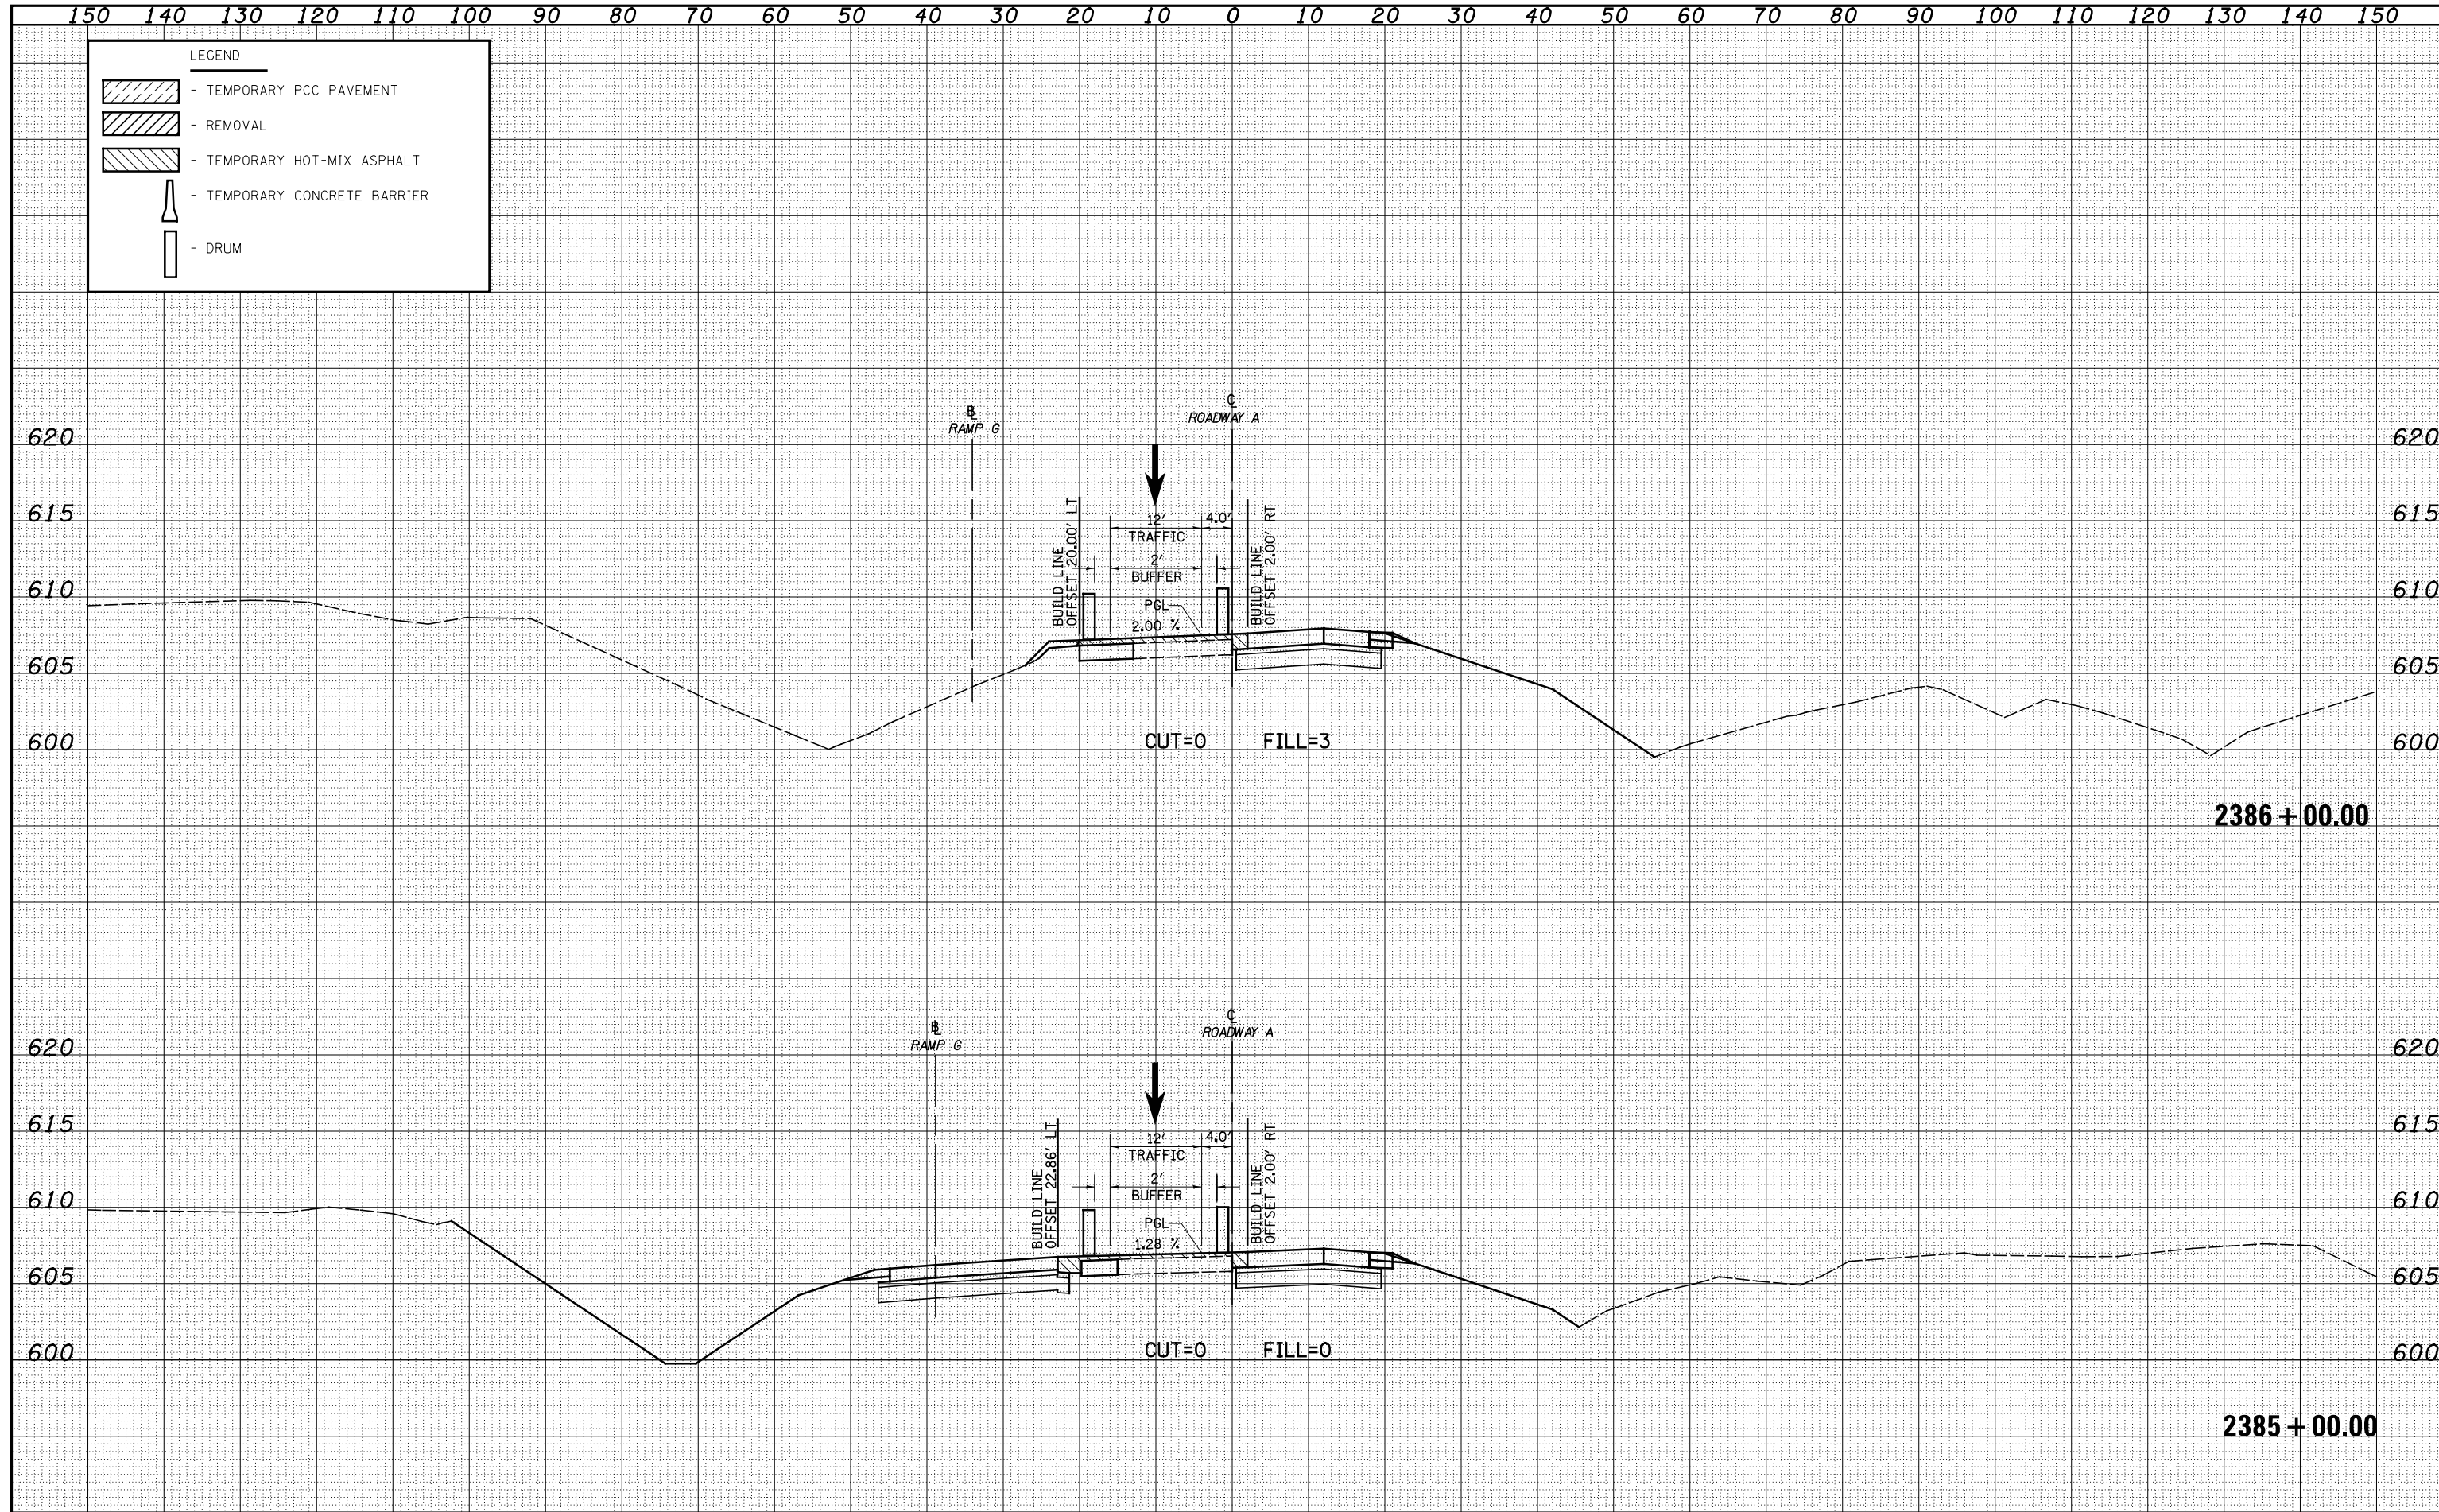 150 140 130 120 110 100 90 80 70 60 50 40 30 20 10 0 10 20 30 40 50 60 70 80 90 100 110 120 130 140 150
LEGEND
- TEMPORARY PCC PAVEMENT
- REMOVAL
- TEMPORARY HOT-MIX ASPHALT
- TEMPORARY CONCRETE BARRIER
- DRUM
℄
ROADWAY A
BL
RAMP G
620 620
615 615
610 610
605 605
600 600
BUILD LINE
OFFSET 20.00' LT
12'
TRAFFIC
4.0'
2'
BUFFER
BUILD LINE
OFFSET 2.00' RT
PGL
2.00 %
CUT=0 FILL=3
2386+00.00
℄
ROADWAY A
BL
RAMP G
620 620
615 615
610 610
605 605
600 600
BUILD LINE
OFFSET 22.86' LT
12'
TRAFFIC
4.0'
2'
BUFFER
BUILD LINE
OFFSET 2.00' RT
PGL
1.28 %
CUT=0 FILL=0
2385+00.00